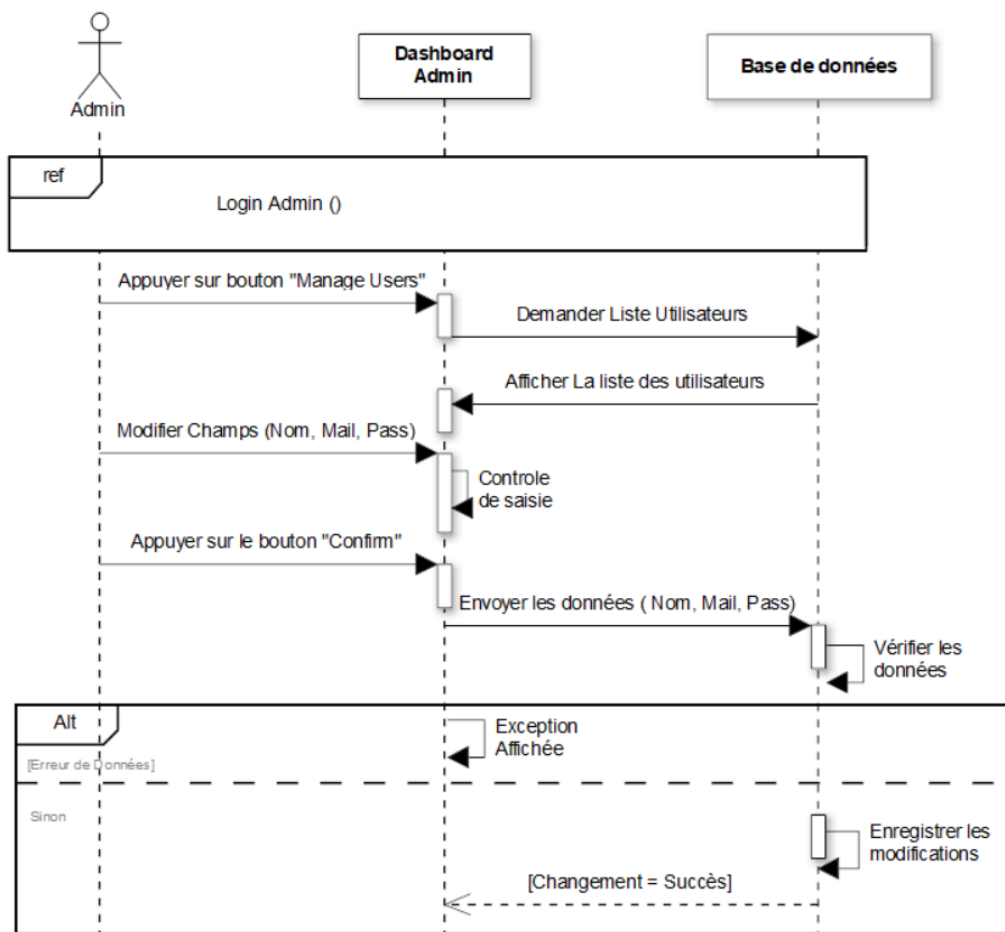 Admin
Dashboard
Admin
Base de données
ref
Login Admin ()
Appuyer sur bouton "Manage Users"
Demander Liste Utilisateurs
Afficher La liste des utilisateurs
Modifier Champs (Nom, Mail, Pass)
Controle
de saisie
Appuyer sur le bouton "Confirm"
Envoyer les données ( Nom, Mail, Pass)
Vérifier les
données
Alt
Exception
Affichée
[Erreur de Données]
Sinon
Enregistrer les
modifications
[Changement = Succès]